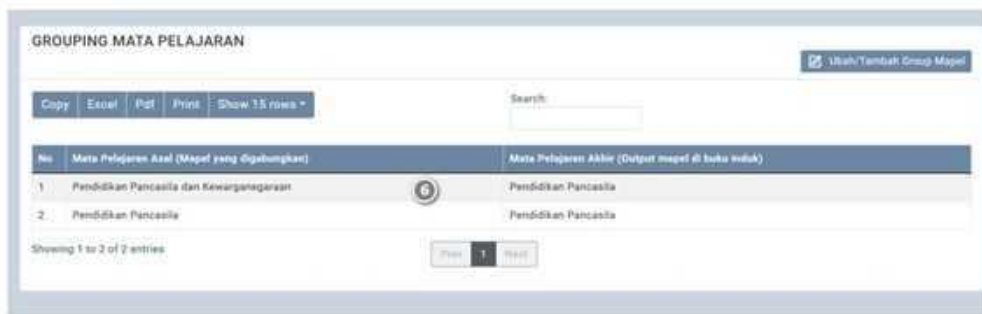 GROUPING MATA PELAJARAN
Ubah/Tambah Group Mapel
Copy Excel Pdf Print Show 15 rows
Search:
No Mata Pelajaran Asal (Mapel yang digabungkan) Mata Pelajaran Akhir (Output mapel di buku induk)
1 Pendidikan Pancasila dan Kewarganegaraan 6 Pendidikan Pancasila
2 Pendidikan Pancasila Pendidikan Pancasila
Showing 1 to 2 of 2 entries
Prev 1 Next